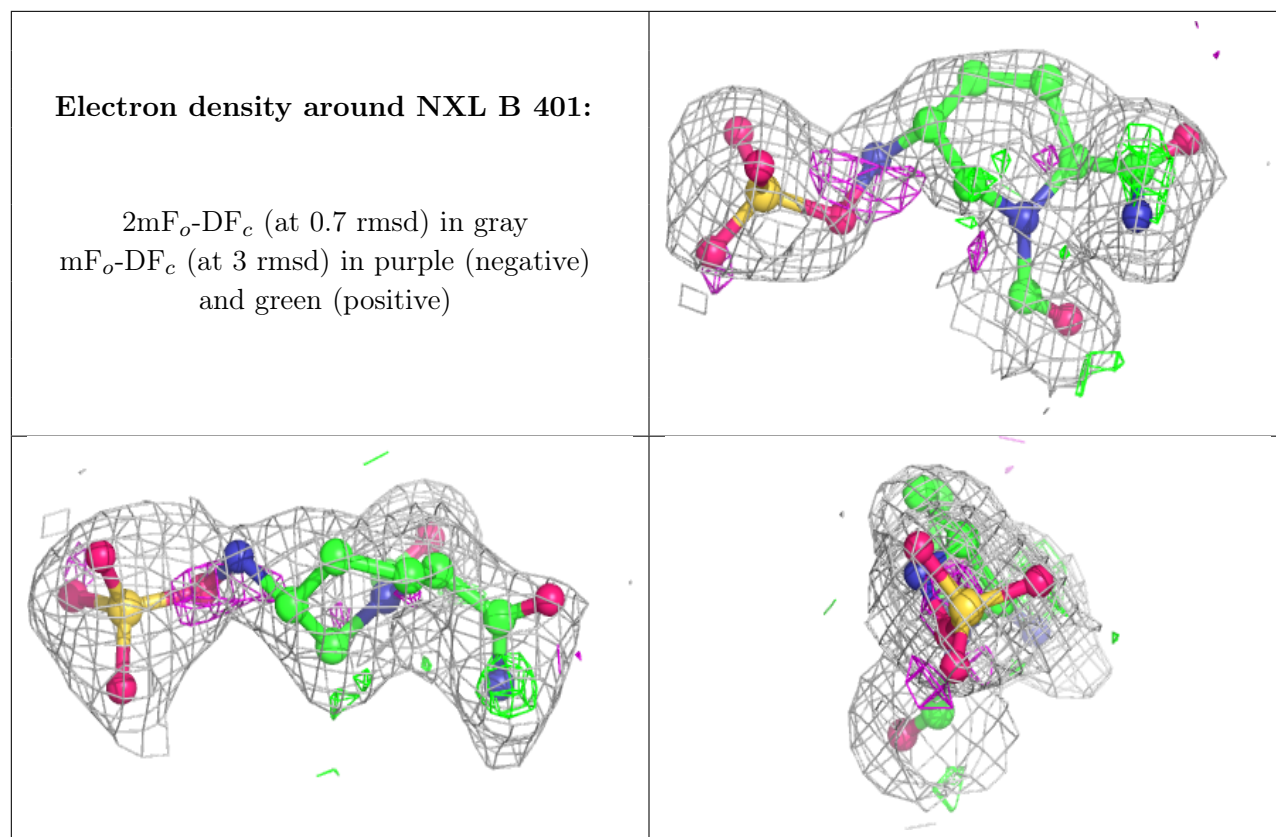 Electron density around NXL B 401:
2mFₒ-DF𝒸 (at 0.7 rmsd) in gray
mFₒ-DF𝒸 (at 3 rmsd) in purple (negative)
and green (positive)